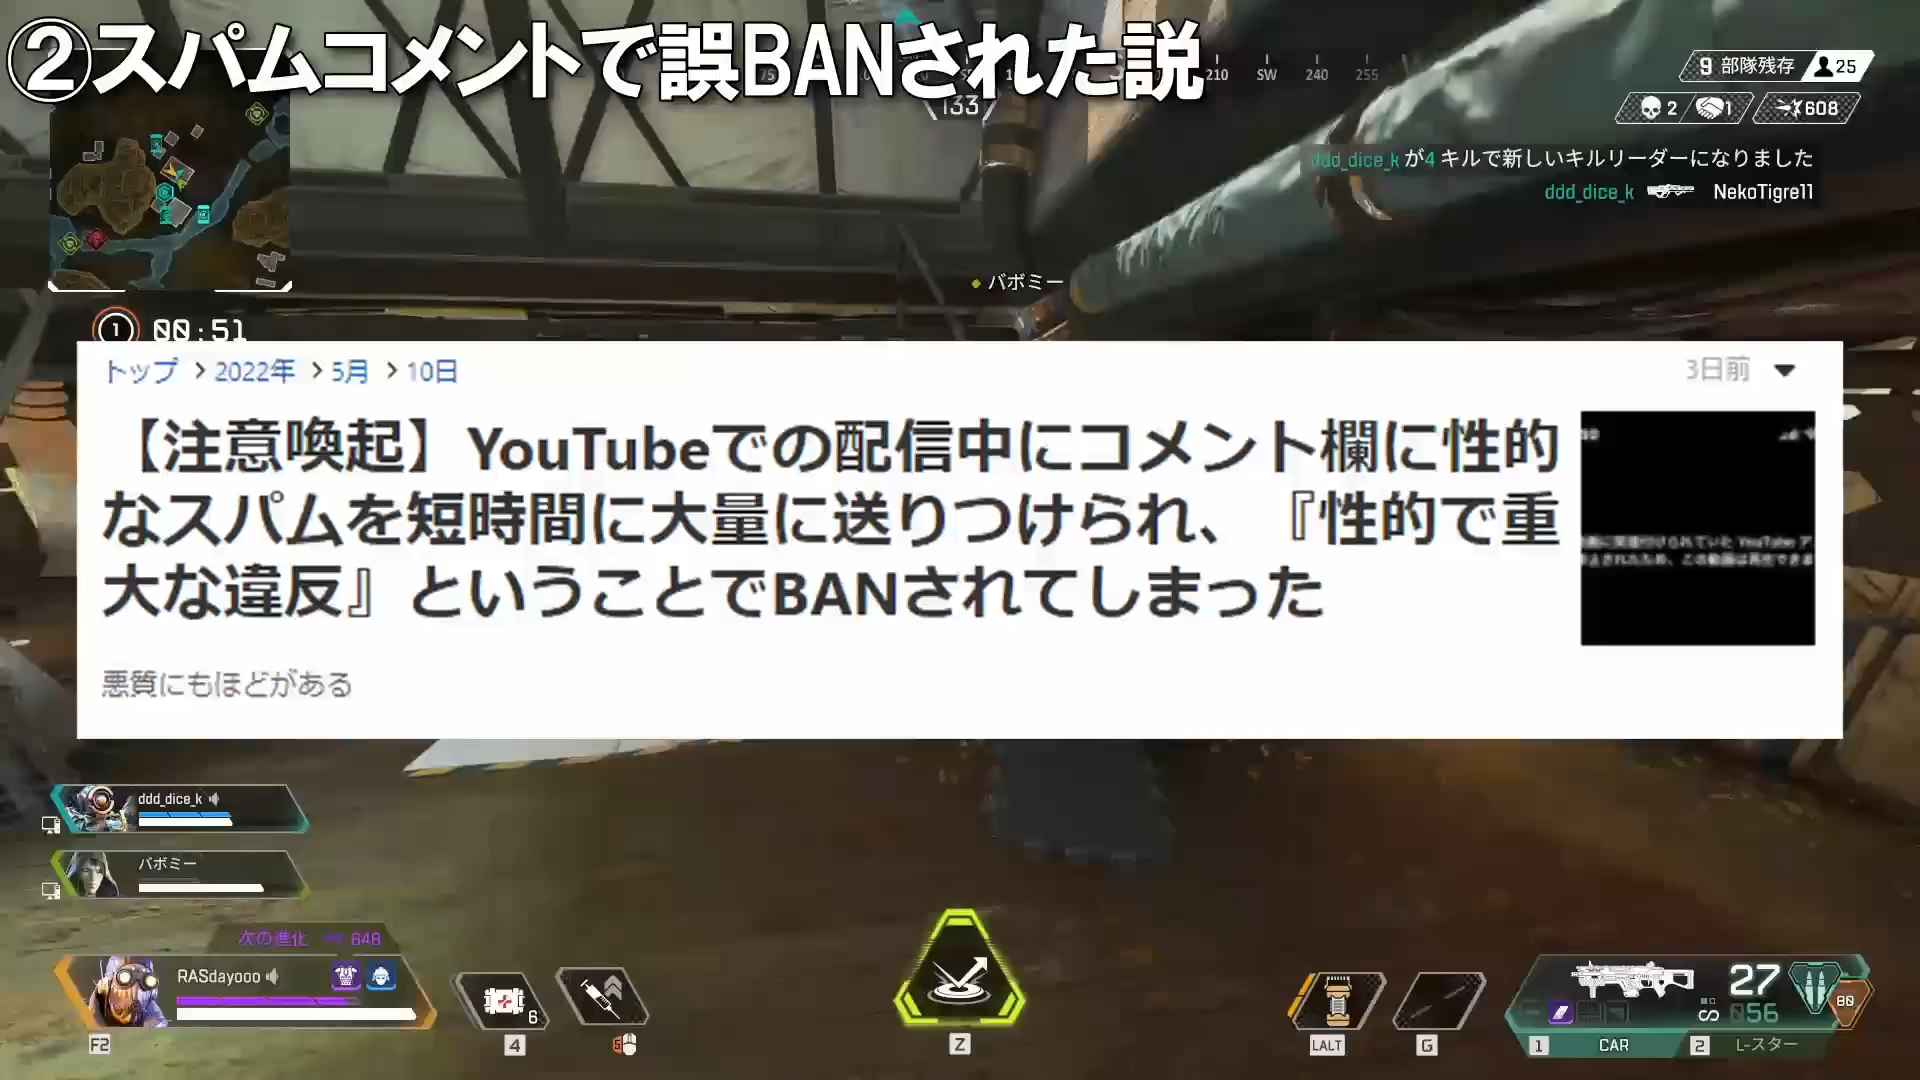 ②スパムコメントで誤BANされた説
210 SW 240 255
133
9 部隊残存 25
2 1 608
ddd_dice_k が4 キルで新しいキルリーダーになりました
ddd_dice_k NekoTigre11
バボミー
1 00:51
トップ > 2022年 > 5月 > 10日
3日前
【注意喚起】YouTubeでの配信中にコメント欄に性的
なスパムを短時間に大量に送りつけられ、『性的で重
大な違反』ということでBANされてしまった
悪質にもほどがある
ddd_dice_k
バボミー
次の進化 648
RASdayooo
F2
6
4
Z
LALT
G
27
80
1 CAR
2 L-スター